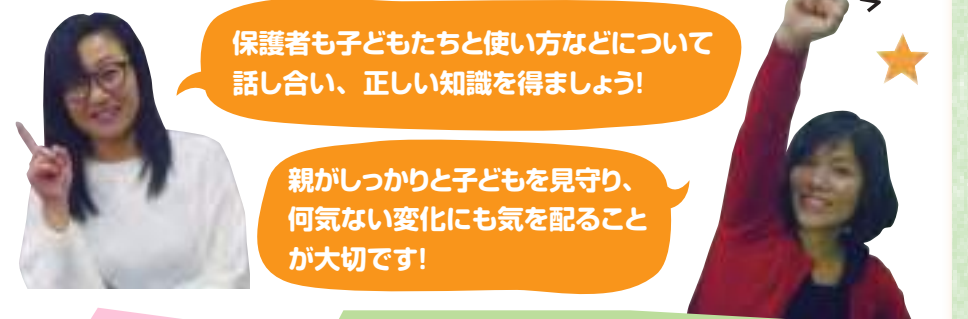 保護者も子どもたちと使い方などについて
話し合い、正しい知識を得ましょう!
親がしっかりと子どもを見守り、
何気ない変化にも気を配ること
が大切です!